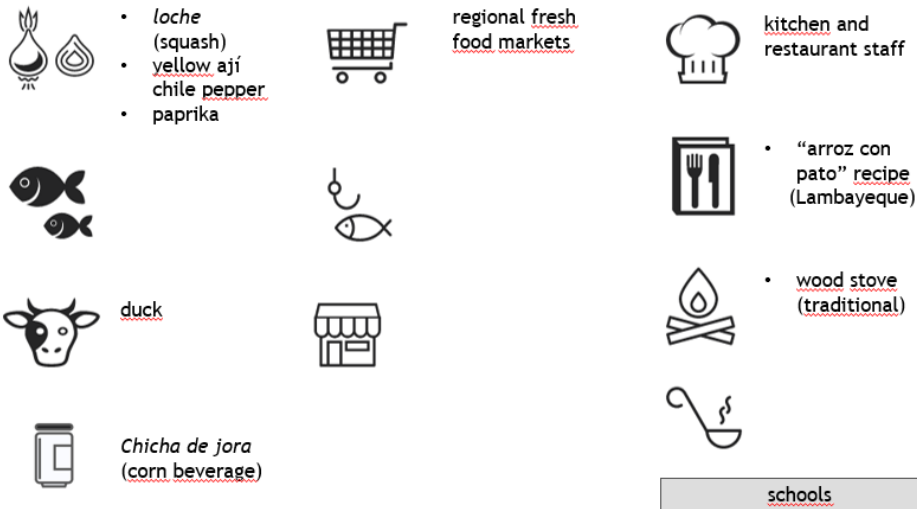 • loche
(squash)
• yellow ají
chile pepper
• paprika
regional fresh
food markets
kitchen and
restaurant staff
• “arroz con
pato” recipe
(Lambayeque)
duck
• wood stove
(traditional)
Chicha de jora
(corn beverage)
schools